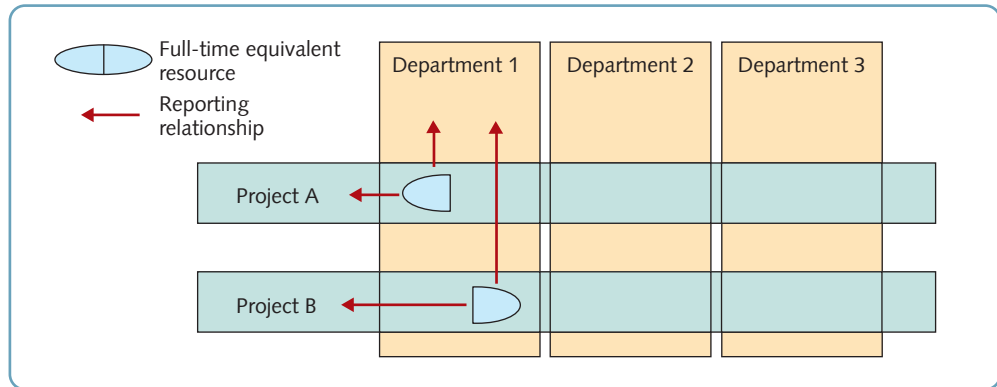 Full-time equivalent
resource
Reporting
relationship
Department 1
Department 2
Department 3
Project A
Project B